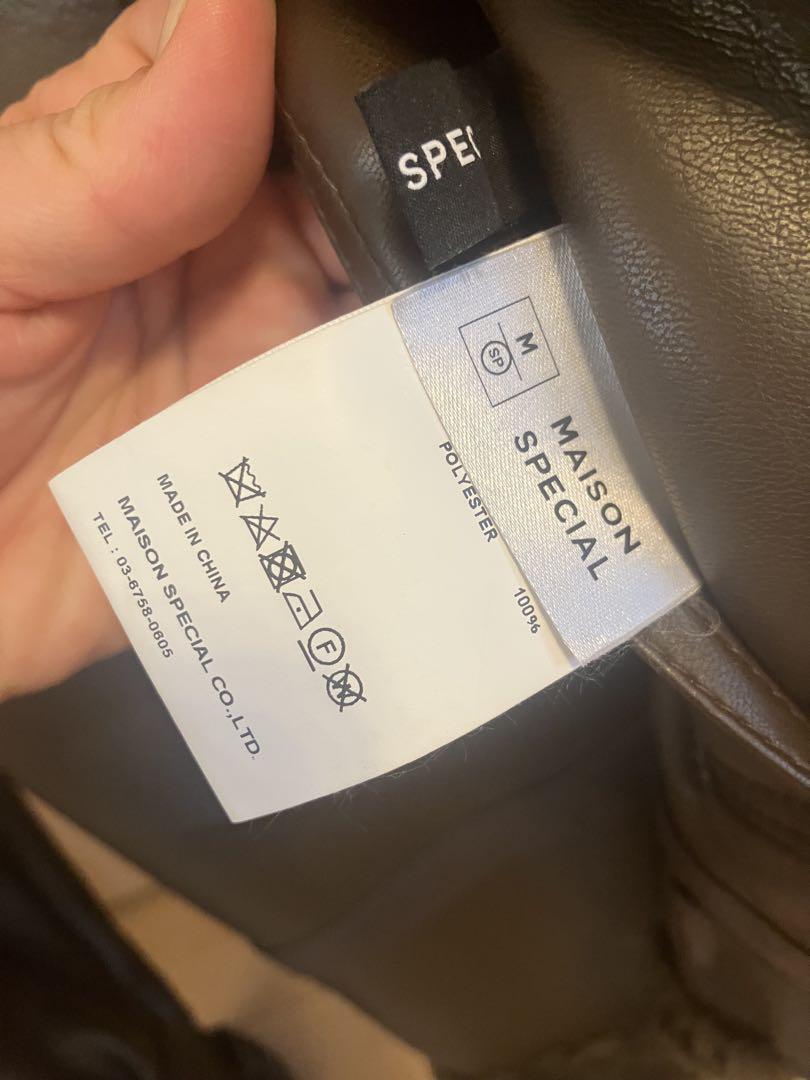 SPEC
M
SP
MAISON
SPECIAL
POLYESTER 100%
F
W
MADE IN CHINA
MAISON SPECIAL CO.,LTD.
TEL : 03-6758-0605